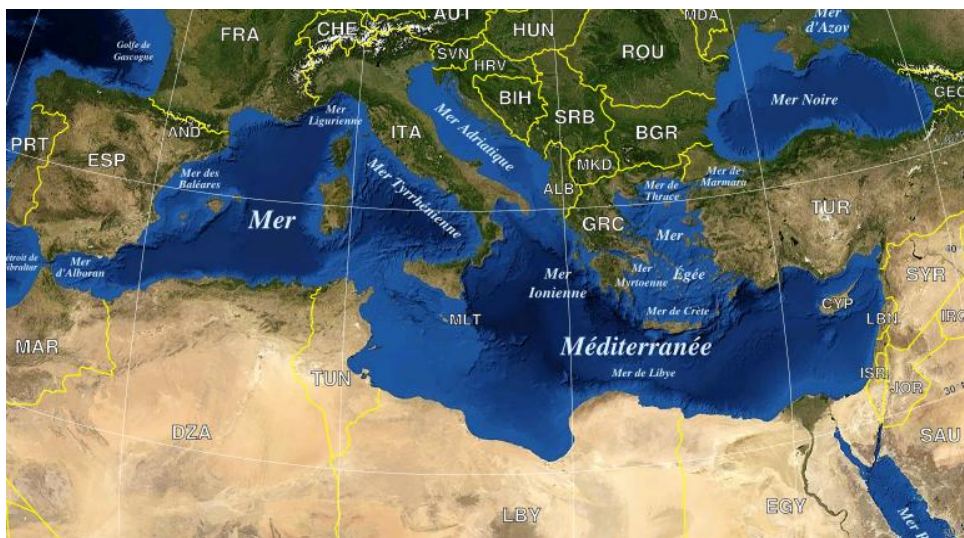 AUT
MDA
Mer
d'Azov
FRA
CHE
HUN
Golfe de
Gascogne
SVN
HRV
ROU
GEO
BIH
Mer Noire
Mer
Ligurienne
ITA
Mer Adriatique
SRB
BGR
PRT
AND
ESP
MKD
Mer des
Baléares
Mer Tyrrhénienne
ALB
Mer de
Thrace
Mer de
Marmara
TUR
Mer
GRC
Mer
Égée
Mer
d'Alboran
Mer
Ionienne
Mer
Myrtoenne
SYR
CYP
LBN
Mer de Crète
MLT
MAR
Méditerranée
Mer de Libye
TUN
ISR
JOR
30°
DZA
SAU
EGY
LBY
Mer